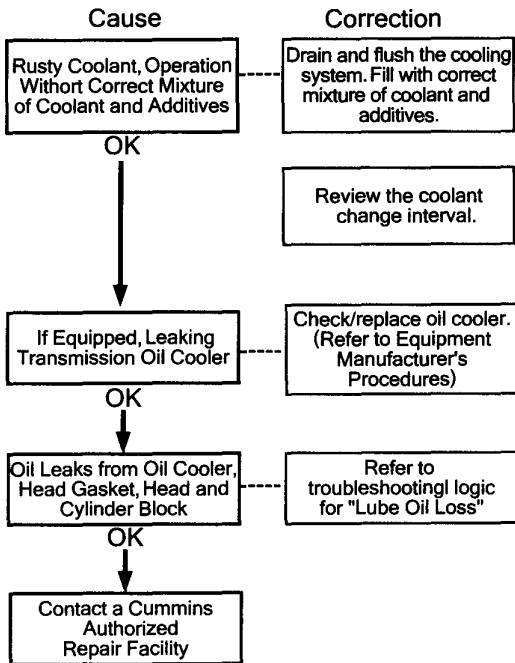 Cause
Correction
Rusty Coolant, Operation
Withort Correct Mixture
of Coolant and Additives
Drain and flush the cooling
system. Fill with correct
mixture of coolant and
additives.
OK
Review the coolant
change interval.
If Equipped, Leaking
Transmission Oil Cooler
Check/replace oil cooler.
(Refer to Equipment
Manufacturer's
Procedures)
OK
Oil Leaks from Oil Cooler,
Head Gasket, Head and
Cylinder Block
Refer to
troubleshootingl logic
for "Lube Oil Loss"
OK
Contact a Cummins
Authorized
Repair Facility